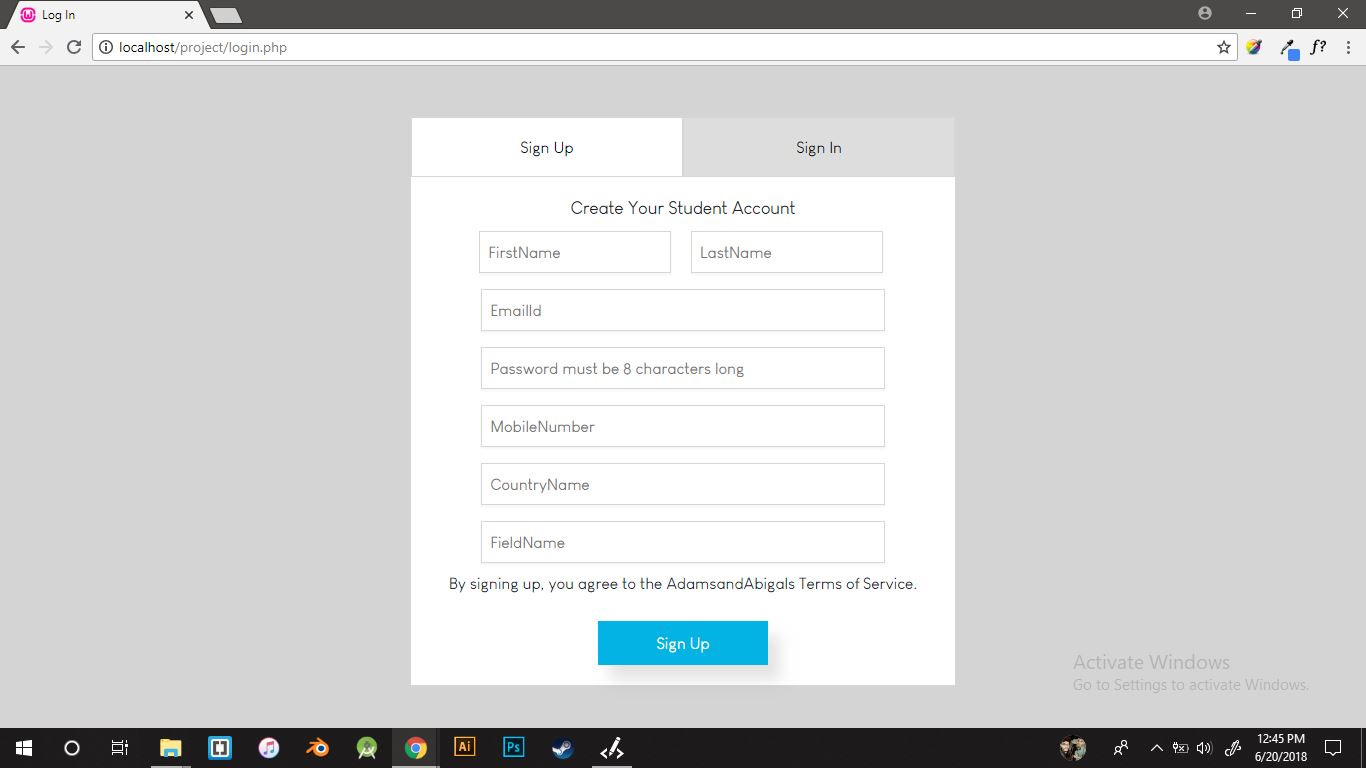 Log In
localhost/project/login.php
f?
Sign Up
Sign In
Create Your Student Account
FirstName
LastName
EmailId
Password must be 8 characters long
MobileNumber
CountryName
FieldName
By signing up, you agree to the AdamsandAbigals Terms of Service.
Sign Up
Activate Windows
Go to Settings to activate Windows.
Ai
Ps
12:45 PM
6/20/2018